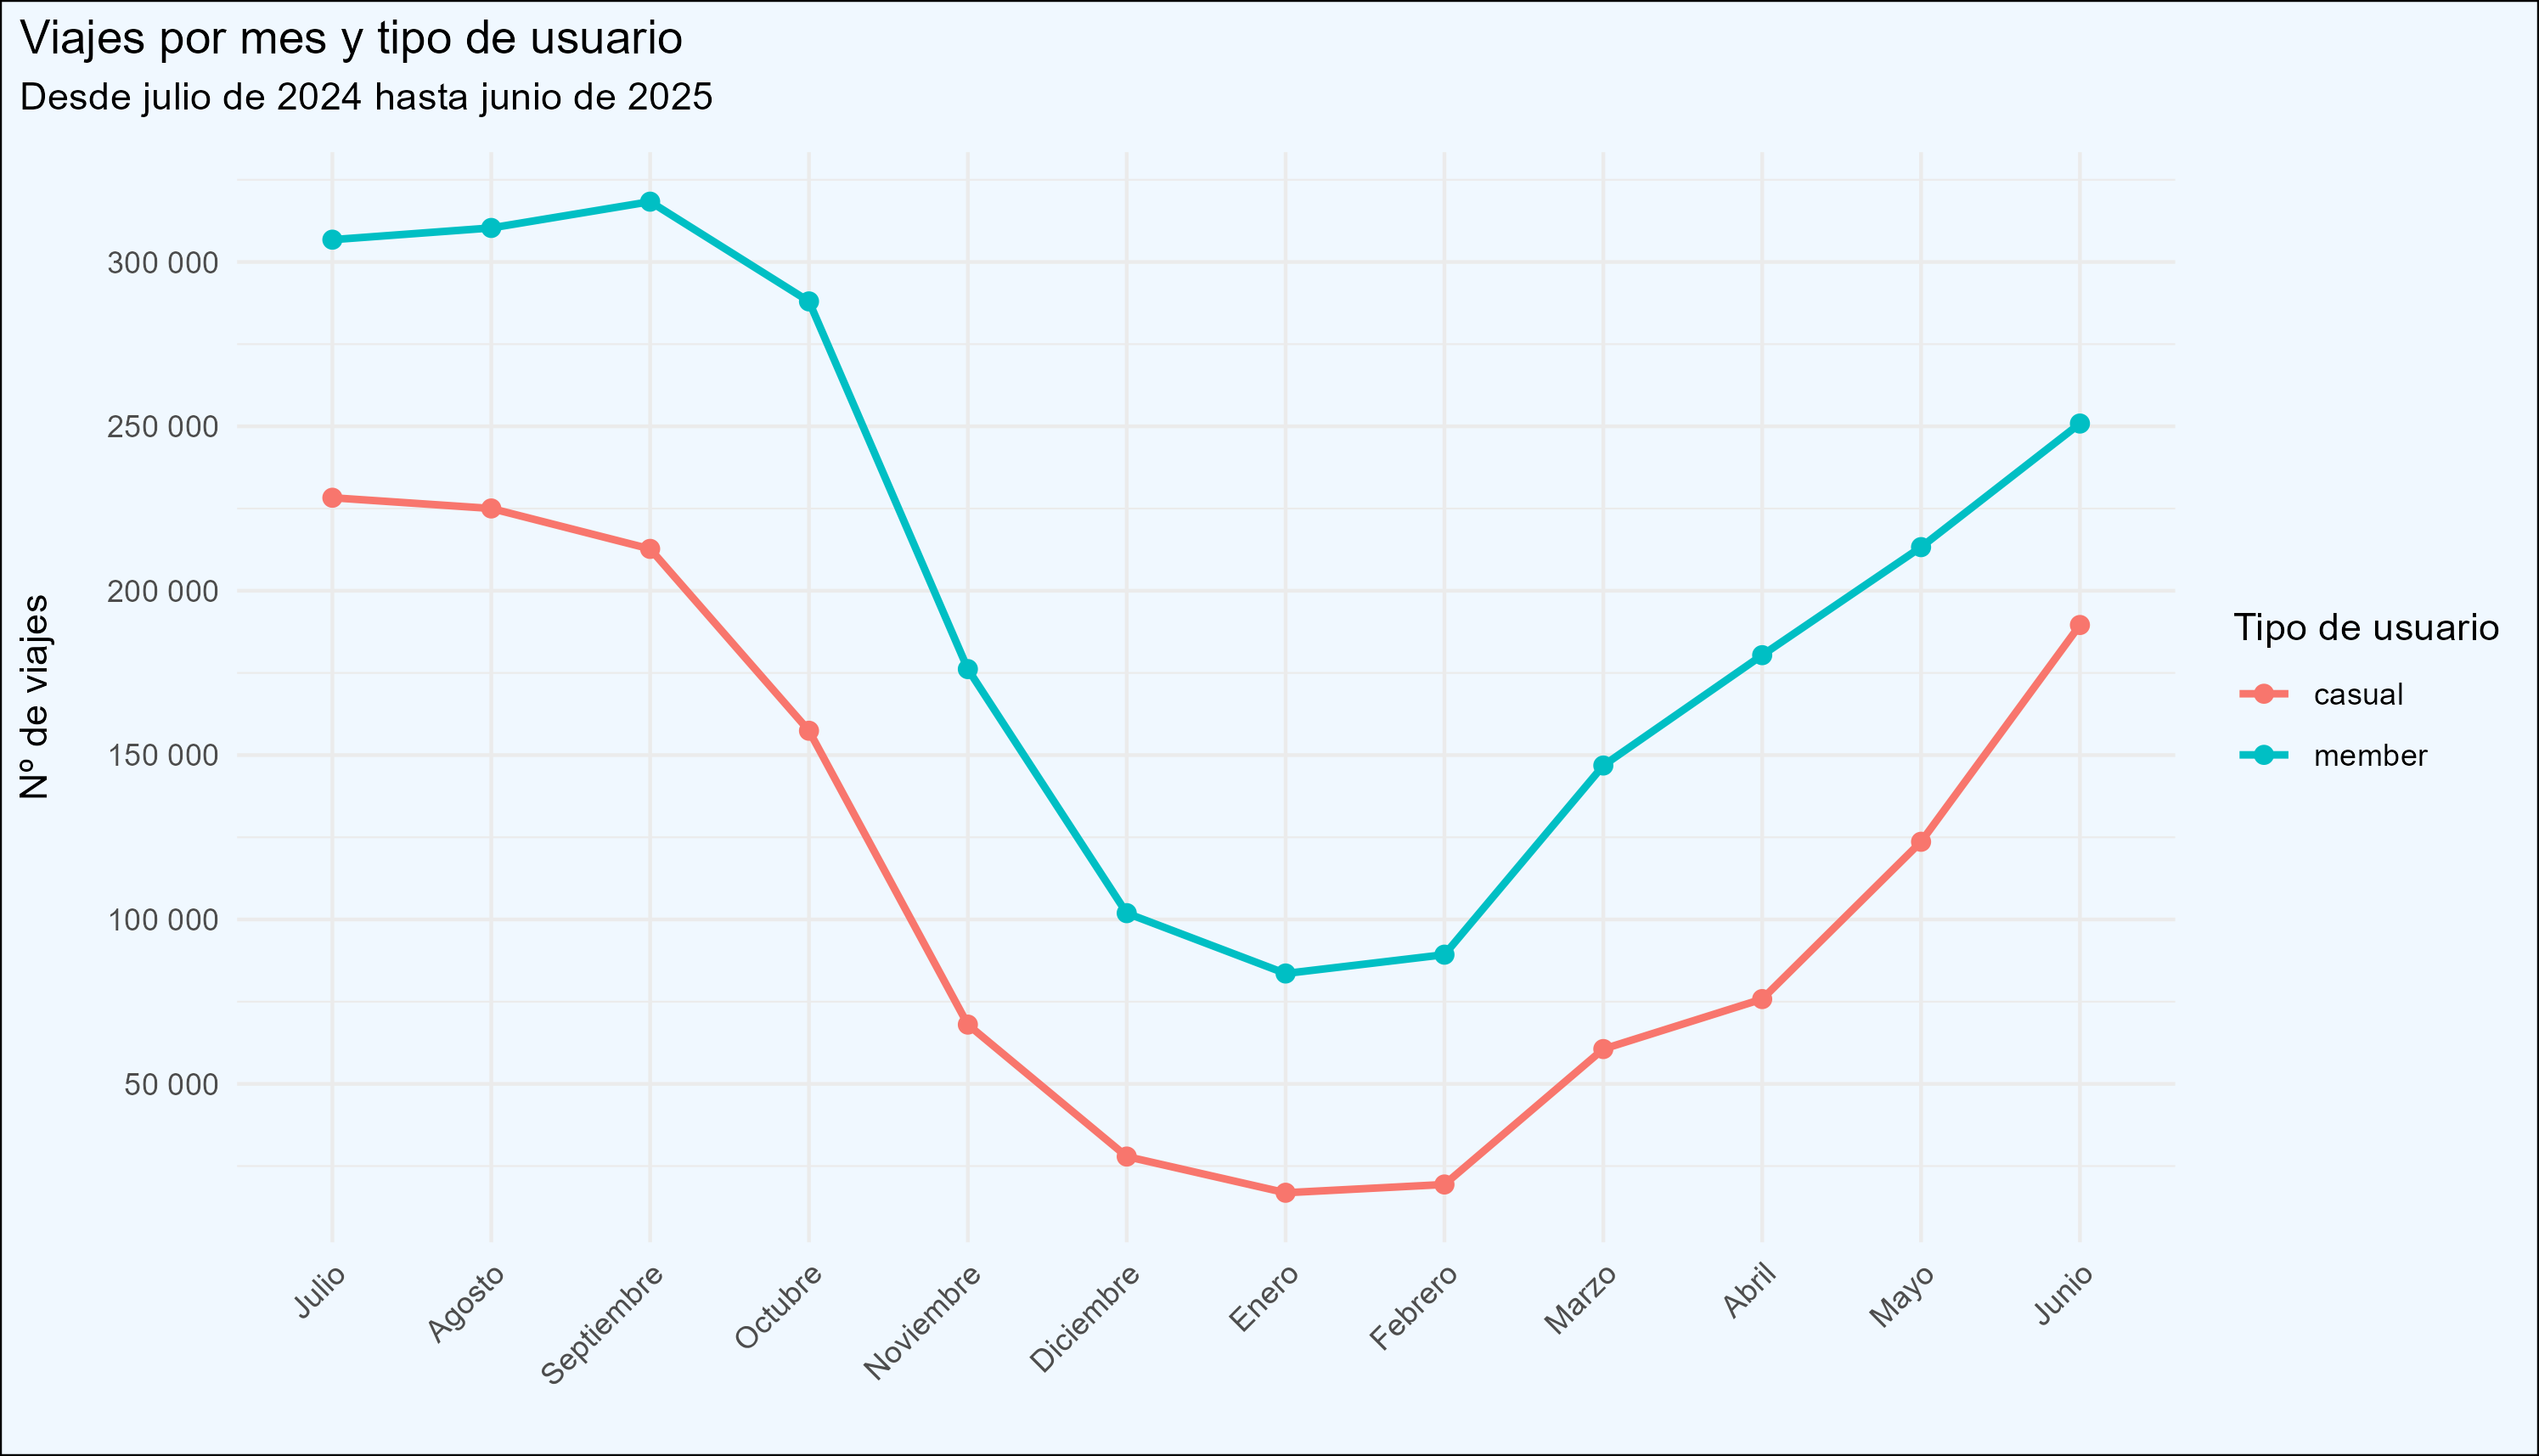 Viajes por mes y tipo de usuario
Desde julio de 2024 hasta junio de 2025
Nº de viajes
300 000
250 000
200 000
150 000
100 000
50 000
Julio
Agosto
Septiembre
Octubre
Noviembre
Diciembre
Enero
Febrero
Marzo
Abril
Mayo
Junio
Tipo de usuario
casual
member